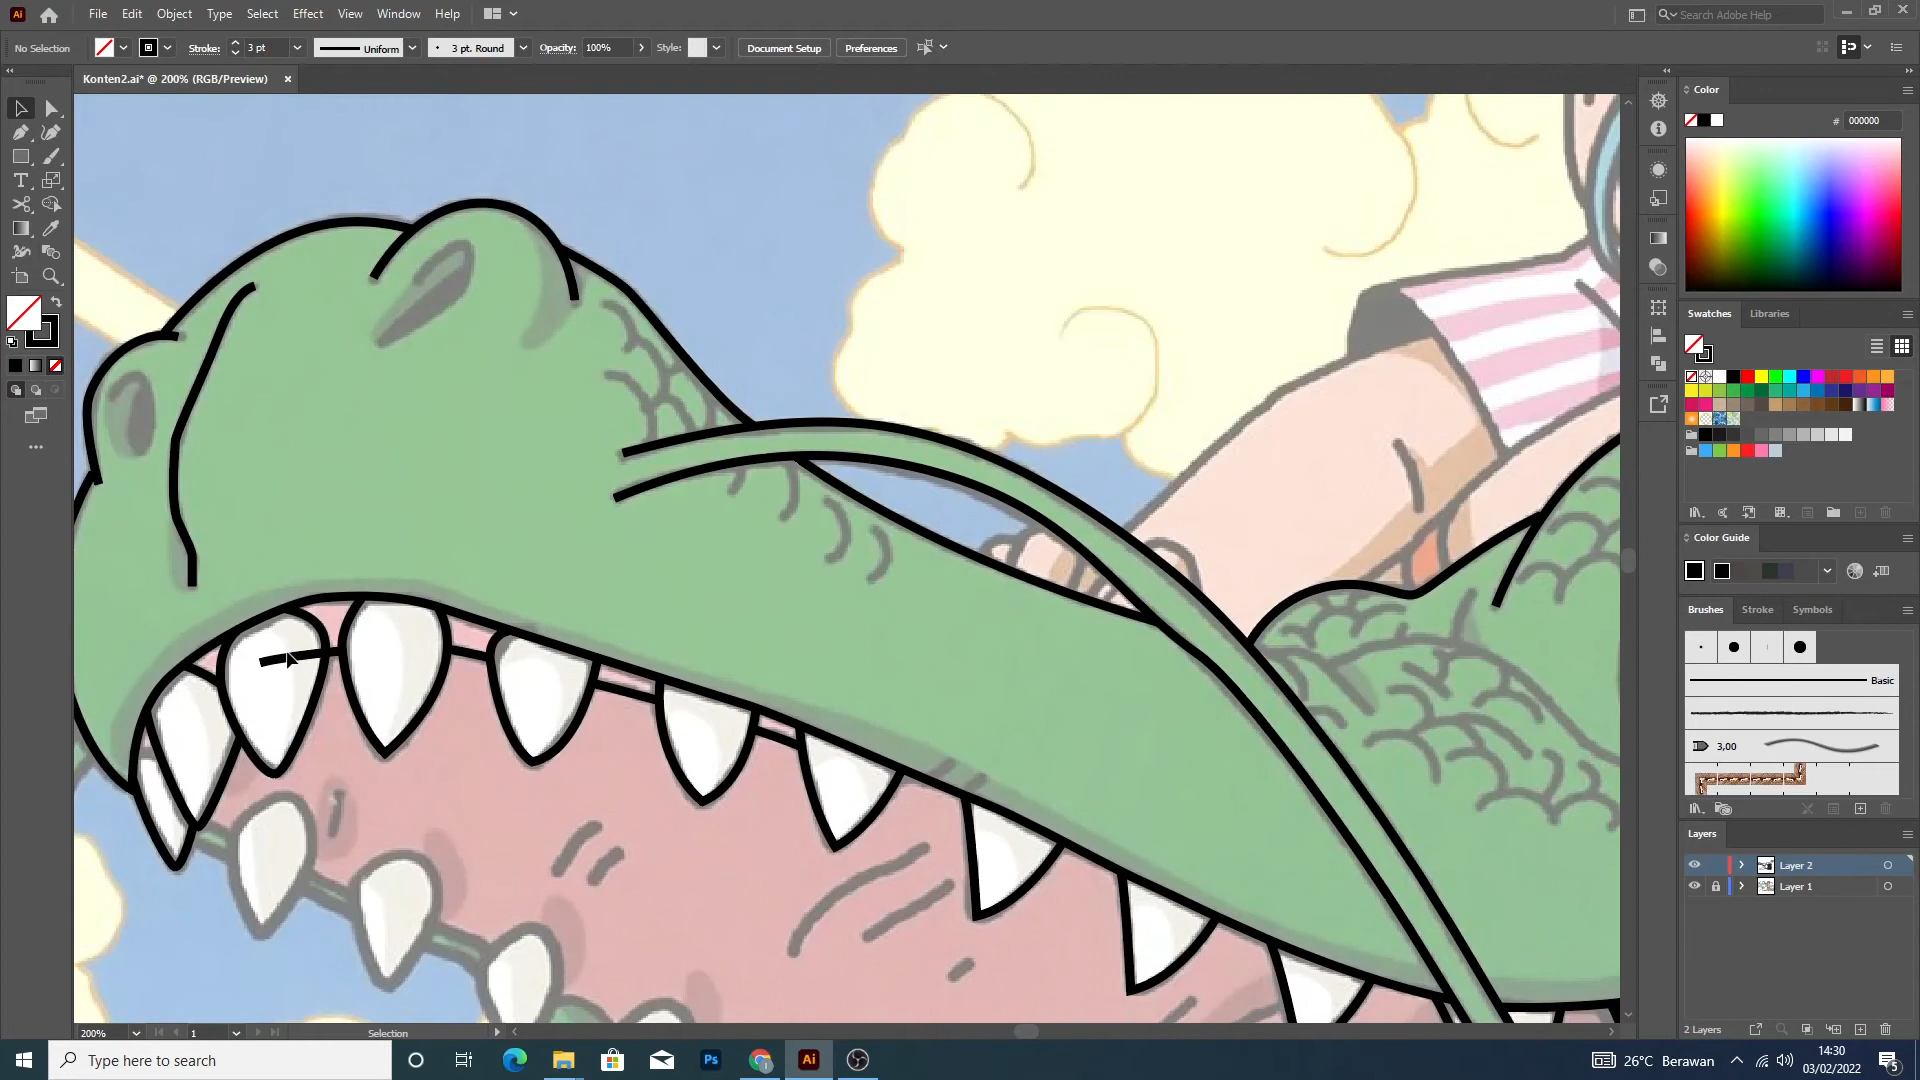 Ai File Edit Object Type Select Effect View Window Help Search Adobe Help
No Selection Stroke: 3 pt Uniform 3 pt. Round Opacity: 100% Style: Document Setup Preferences
Konten2.ai* @ 200% (RGB/Preview) ×
Color
# 000000
Swatches Libraries
Color Guide
Brushes Stroke Symbols
Basic
3,00
Layers
Layer 2
Layer 1
2 Layers
200% 1 Selection
Type here to search Ps Ai 26°C Berawan 14:30
03/02/2022
5